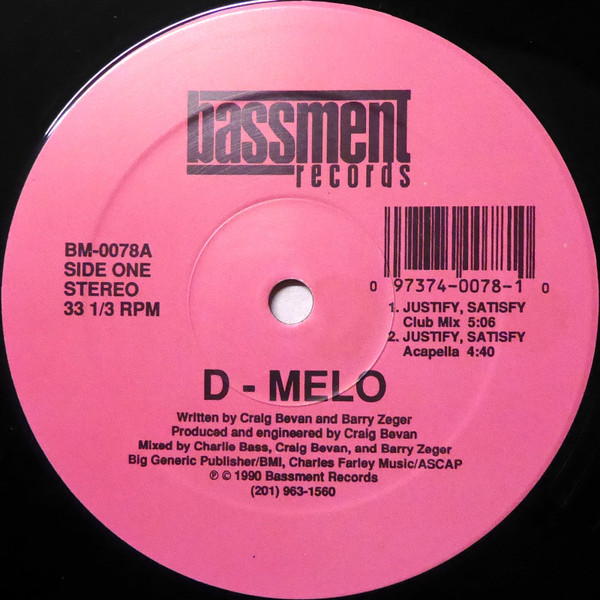 bassment
records
BM-0078A
SIDE ONE
STEREO
33 1/3 RPM
0 97374-0078-1 0
1. JUSTIFY, SATISFY
Club Mix 5:06
2. JUSTIFY, SATISFY
Acapella 4:40
D - MELO
Written by Craig Bevan and Barry Zeger
Produced and engineered by Craig Bevan
Mixed by Charlie Bass, Craig Bevan, and Barry Zeger
Big Generic Publisher/BMI, Charles Farley Music/ASCAP
℗ © 1990 Bassment Records
(201) 963-1560